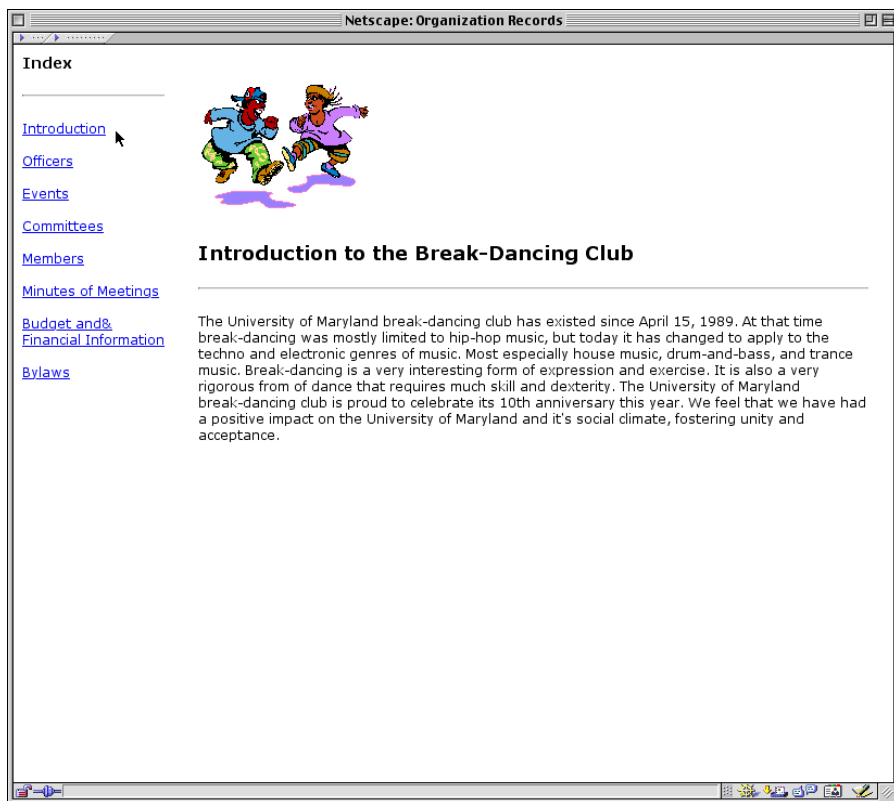 Netscape: Organization Records
Index
Introduction
Officers
Events
Committees
Members
Minutes of Meetings
Budget and&
Financial Information
Bylaws
Introduction to the Break-Dancing Club
The University of Maryland break-dancing club has existed since April 15, 1989. At that time
break-dancing was mostly limited to hip-hop music, but today it has changed to apply to the
techno and electronic genres of music. Most especially house music, drum-and-bass, and trance
music. Break-dancing is a very interesting form of expression and exercise. It is also a very
rigorous from of dance that requires much skill and dexterity. The University of Maryland
break-dancing club is proud to celebrate its 10th anniversary this year. We feel that we have had
a positive impact on the University of Maryland and it's social climate, fostering unity and
acceptance.